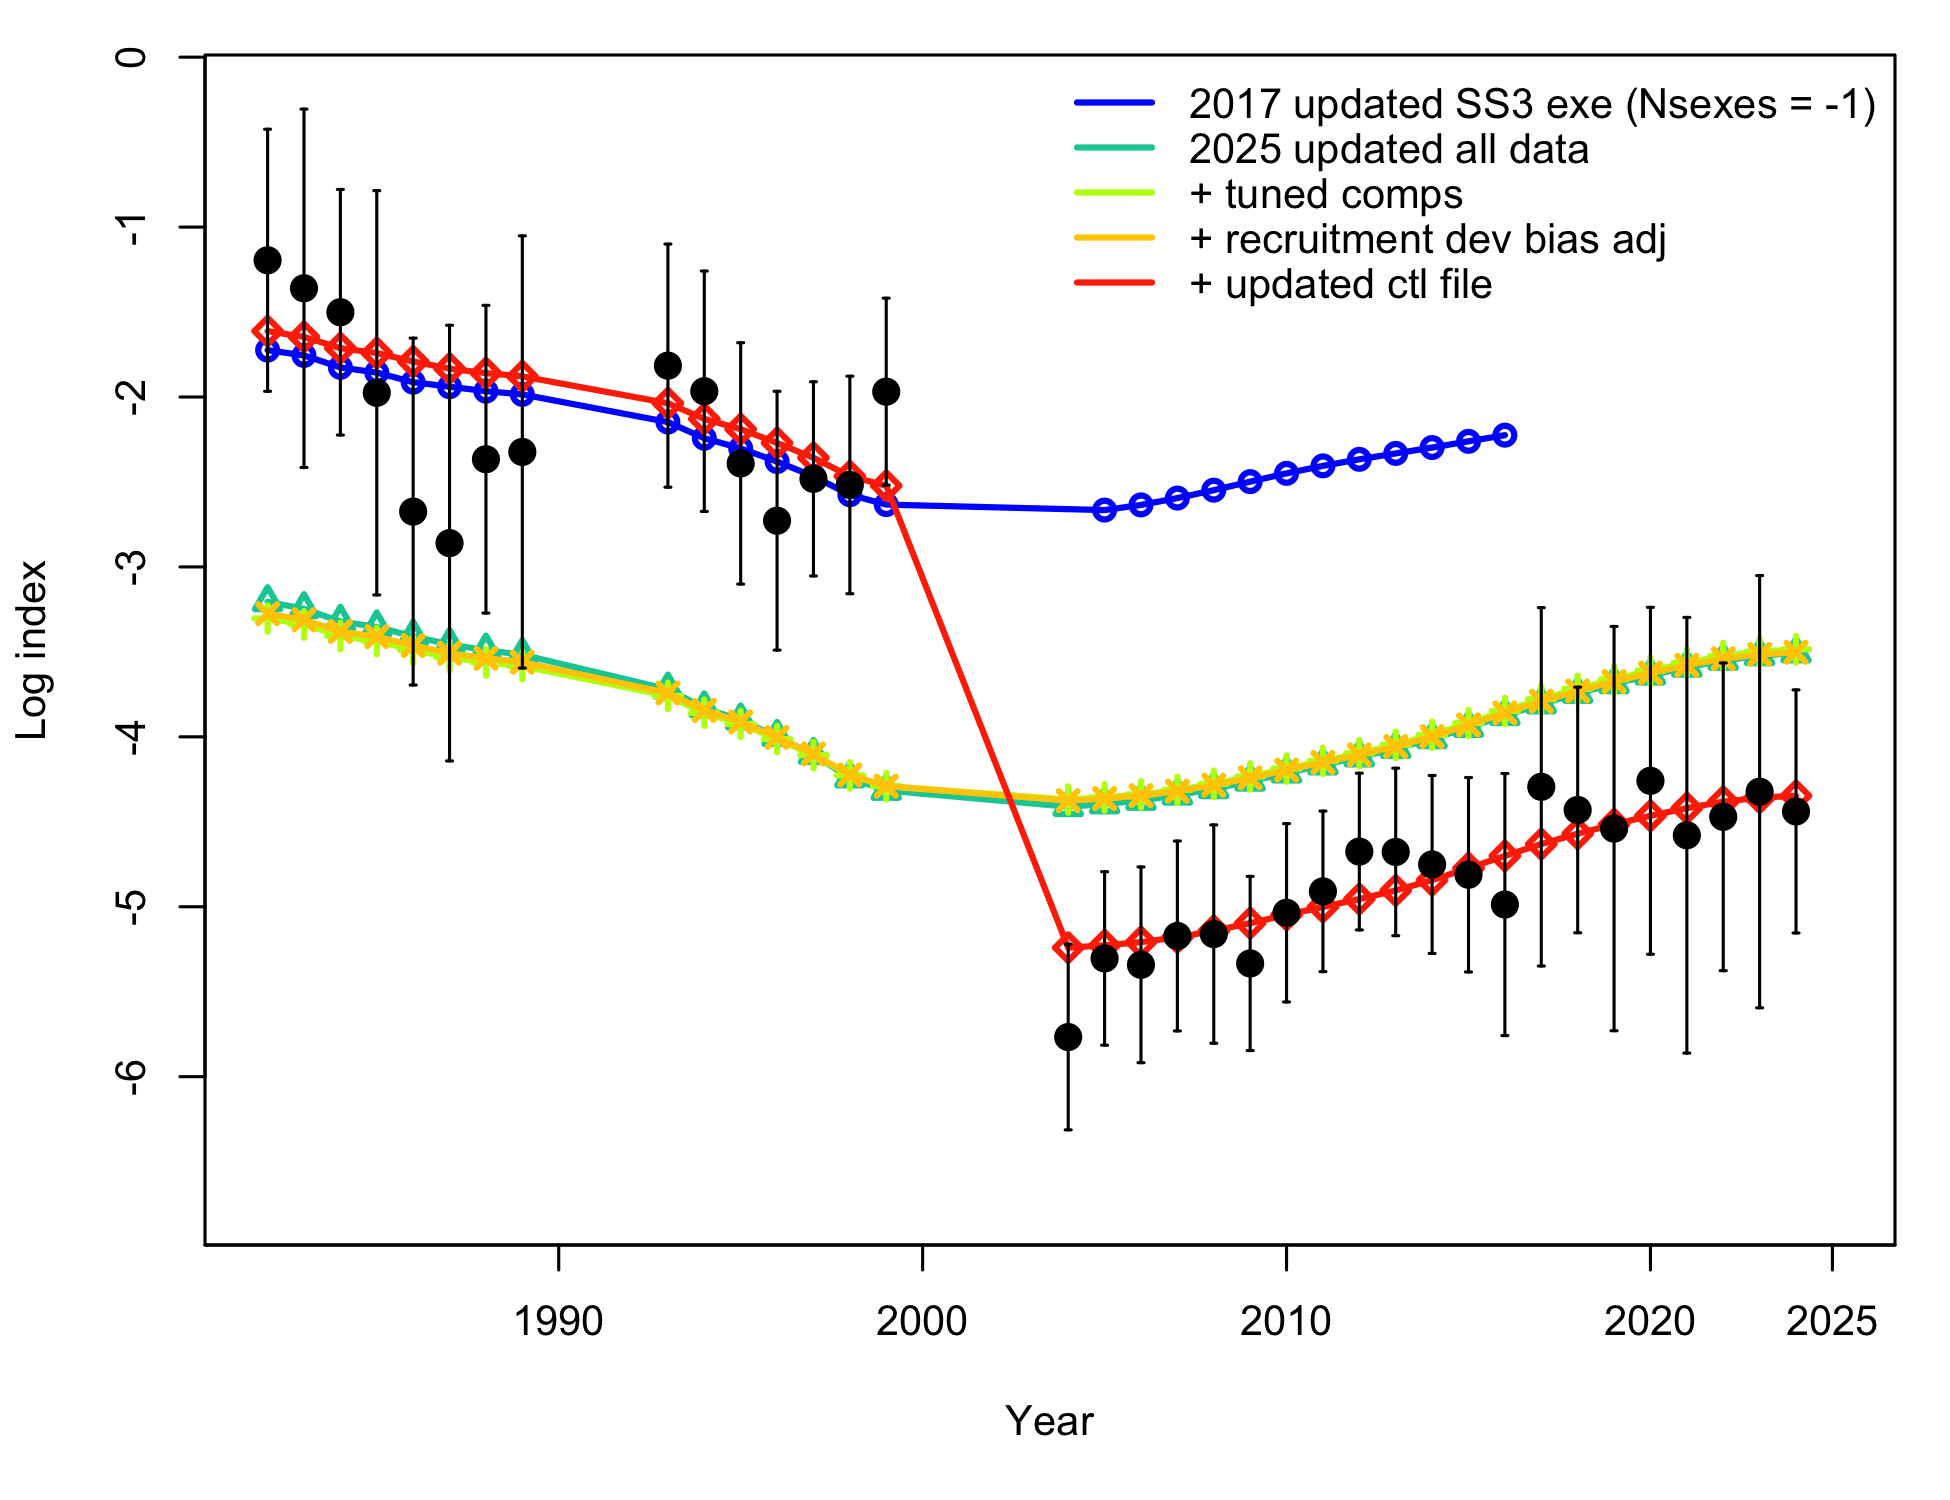 0
-1
-2
-3
-4
-5
-6
Log index
2017 updated SS3 exe (Nsexes = -1)
2025 updated all data
+ tuned comps
+ recruitment dev bias adj
+ updated ctl file
1990
2000
2010
2020
2025
Year